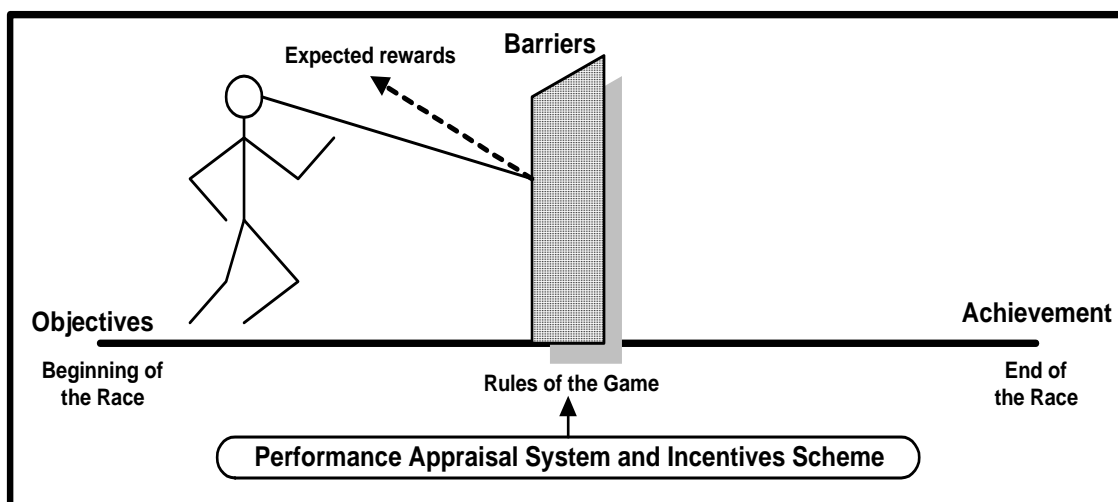 Barriers
Expected rewards
Objectives
Achievement
Beginning of
the Race
Rules of the Game
End of
the Race
Performance Appraisal System and Incentives Scheme